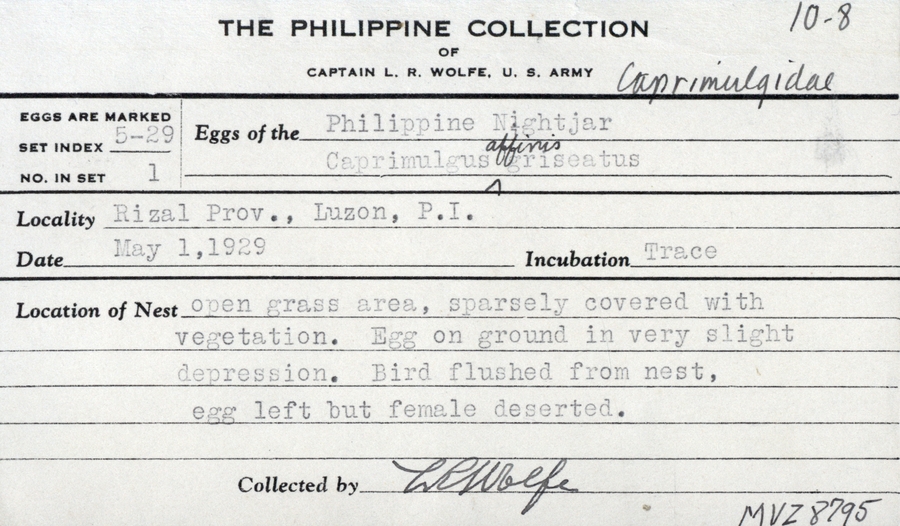 THE PHILIPPINE COLLECTION
10-8
OF
CAPTAIN L. R. WOLFE, U. S. ARMY
Caprimulgidae
EGGS ARE MARKED
SET INDEX 5-29
NO. IN SET 1
Eggs of the Philippine Nightjar
affinis
Caprimulgus griseatus
Locality Rizal Prov., Luzon, P.I.
Date May 1,1929 Incubation Trace
Location of Nest open grass area, sparsely covered with
vegetation. Egg on ground in very slight
depression. Bird flushed from nest,
egg left but female deserted.
Collected by LRWolfe
MVZ 8795